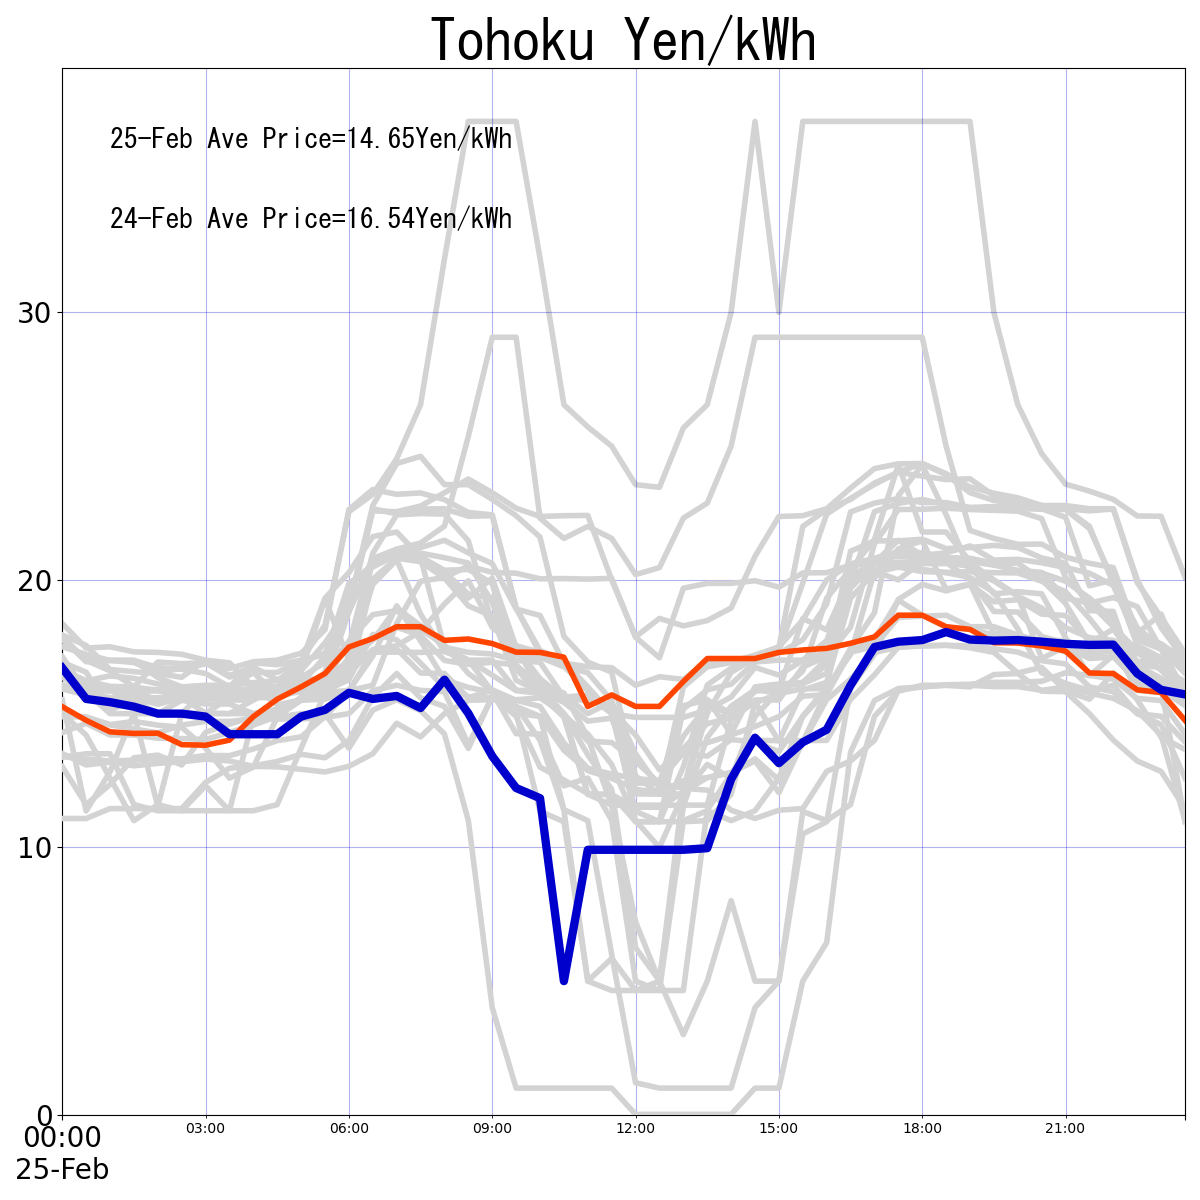 Tohoku Yen/kWh
25-Feb Ave Price=14.65Yen/kWh
24-Feb Ave Price=16.54Yen/kWh
30
20
10
0
00:00 03:00 06:00 09:00 12:00 15:00 18:00 21:00
25-Feb